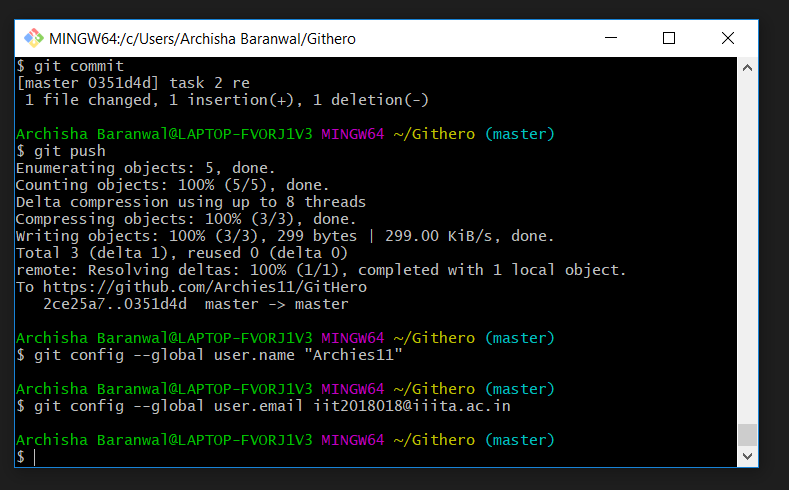 MINGW64:/c/Users/Archisha Baranwal/Githero
$ git commit
[master 0351d4d] task 2 re
 1 file changed, 1 insertion(+), 1 deletion(-)
Archisha Baranwal@LAPTOP-FVORJ1V3 MINGW64 ~/Githero (master)
$ git push
Enumerating objects: 5, done.
Counting objects: 100% (5/5), done.
Delta compression using up to 8 threads
Compressing objects: 100% (3/3), done.
Writing objects: 100% (3/3), 299 bytes | 299.00 KiB/s, done.
Total 3 (delta 1), reused 0 (delta 0)
remote: Resolving deltas: 100% (1/1), completed with 1 local object.
To https://github.com/Archies11/GitHero
   2ce25a7..0351d4d  master -> master
Archisha Baranwal@LAPTOP-FVORJ1V3 MINGW64 ~/Githero (master)
$ git config --global user.name "Archies11"
Archisha Baranwal@LAPTOP-FVORJ1V3 MINGW64 ~/Githero (master)
$ git config --global user.email iit2018018@iiita.ac.in
Archisha Baranwal@LAPTOP-FVORJ1V3 MINGW64 ~/Githero (master)
$